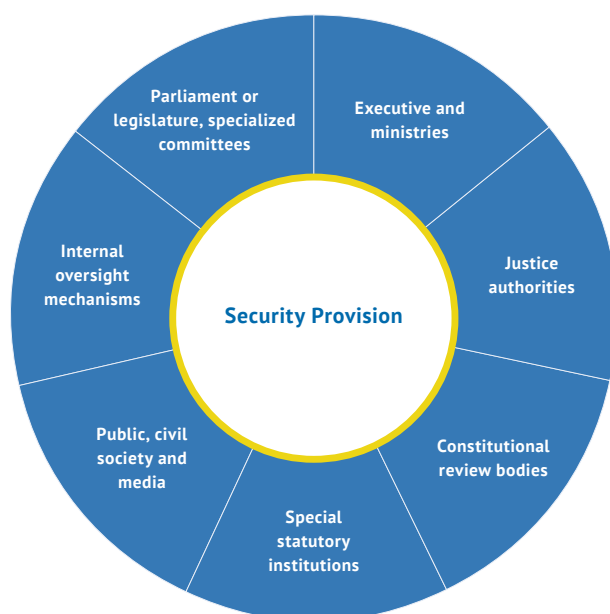 Parliament or
legislature, specialized
committees
Executive and
ministries
Internal
oversight
mechanisms
Justice
authorities
Security Provision
Public, civil
society and
media
Constitutional
review bodies
Special
statutory
institutions